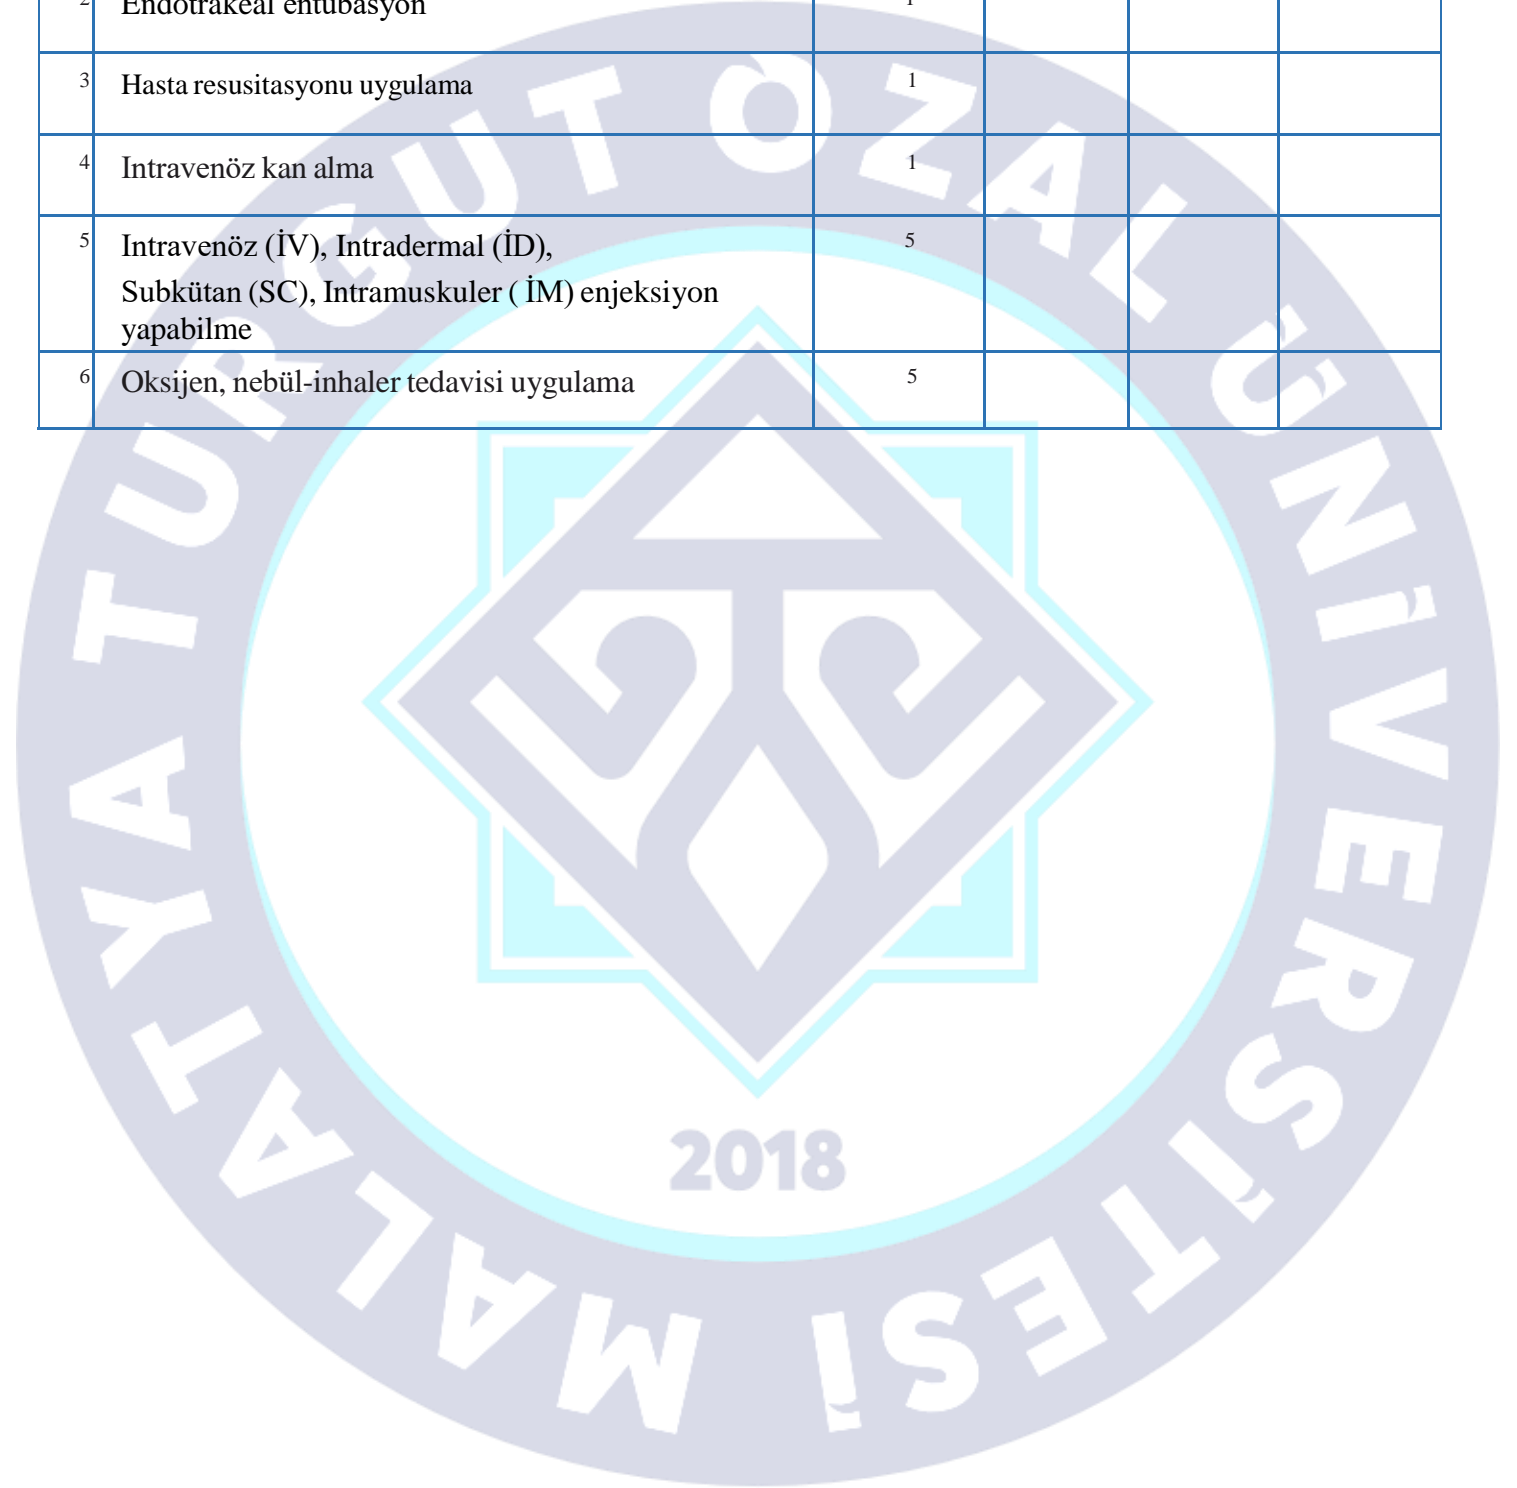 2 Endotrakeal entübasyon 1
3 Hasta resusitasyonu uygulama 1
4 Intravenöz kan alma 1
5 Intravenöz (İV), Intradermal (İD), 5
Subkütan (SC), Intramuskuler ( İM) enjeksiyon
yapabilme
6 Oksijen, nebül-inhaler tedavisi uygulama 5
MALATYA TURGUT ÖZAL ÜNİVERSİTESİ
2018